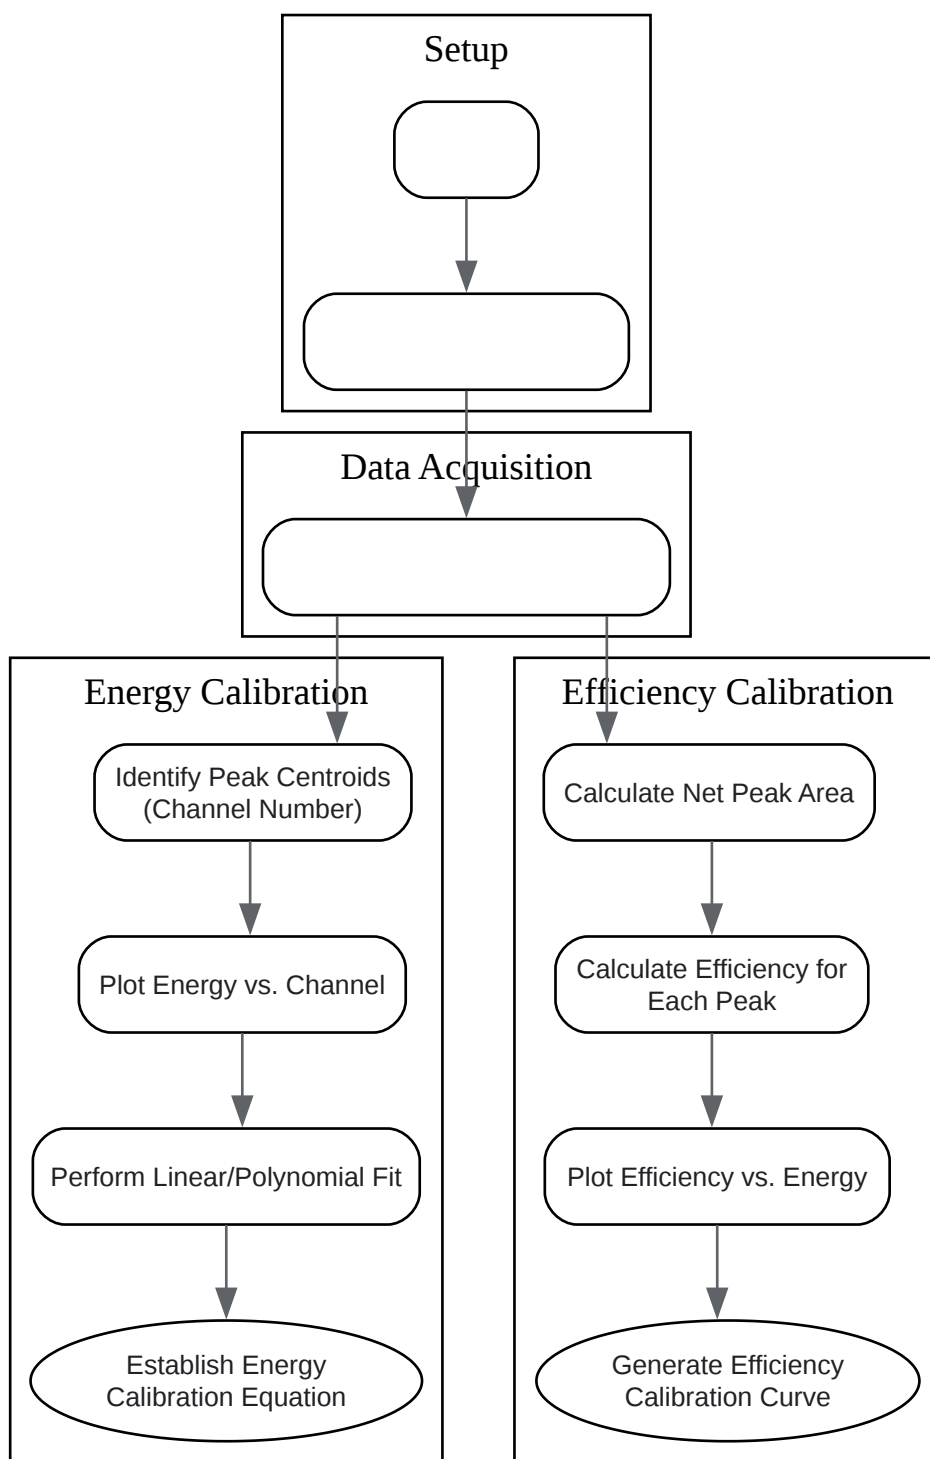 Setup
Data Acquisition
Energy Calibration
Identify Peak Centroids
(Channel Number)
Plot Energy vs. Channel
Perform Linear/Polynomial Fit
Establish Energy
Calibration Equation
Efficiency Calibration
Calculate Net Peak Area
Calculate Efficiency for
Each Peak
Plot Efficiency vs. Energy
Generate Efficiency
Calibration Curve